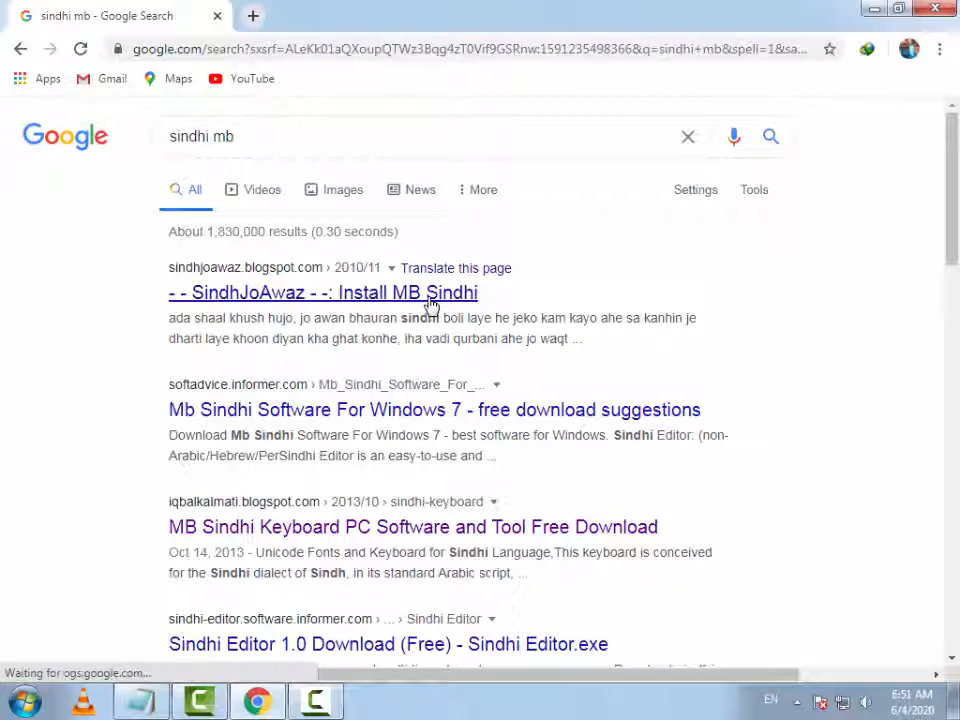 sindhi mb - Google Search
google.com/search?sxsrf=ALeKk01aQXoupQTWz3Bqg4zT0Vif9GSRnw:1591235498366&q=sindhi+mb&spell=1&sa...
Apps Gmail Maps YouTube
Google
sindhi mb
All Videos Images News More Settings Tools
About 1,830,000 results (0.30 seconds)
sindhjoawaz.blogspot.com › 2010/11 Translate this page
- - SindhJoAwaz - -: Install MB Sindhi
ada shaal khush hujo, jo awan bhauran sindhi boli laye he jeko kam kayo ahe sa kanhin je
dharti laye khoon diyan kha ghat konhe, iha vadi qurbani ahe jo waqt ...
softadvice.informer.com › Mb_Sindhi_Software_For_...
Mb Sindhi Software For Windows 7 - free download suggestions
Download Mb Sindhi Software For Windows 7 - best software for Windows. Sindhi Editor: (non-
Arabic/Hebrew/PerSindhi Editor is an easy-to-use and ...
iqbalkalmati.blogspot.com › 2013/10 › sindhi-keyboard
MB Sindhi Keyboard PC Software and Tool Free Download
Oct 14, 2013 - Unicode Fonts and Keyboard for Sindhi Language,This keyboard is conceived
for the Sindhi dialect of Sindh, in its standard Arabic script, ...
sindhi-editor.software.informer.com › ... › Sindhi Editor
Sindhi Editor 1.0 Download (Free) - Sindhi Editor.exe
Waiting for ogs.google.com...
EN
6:51 AM
6/4/2020